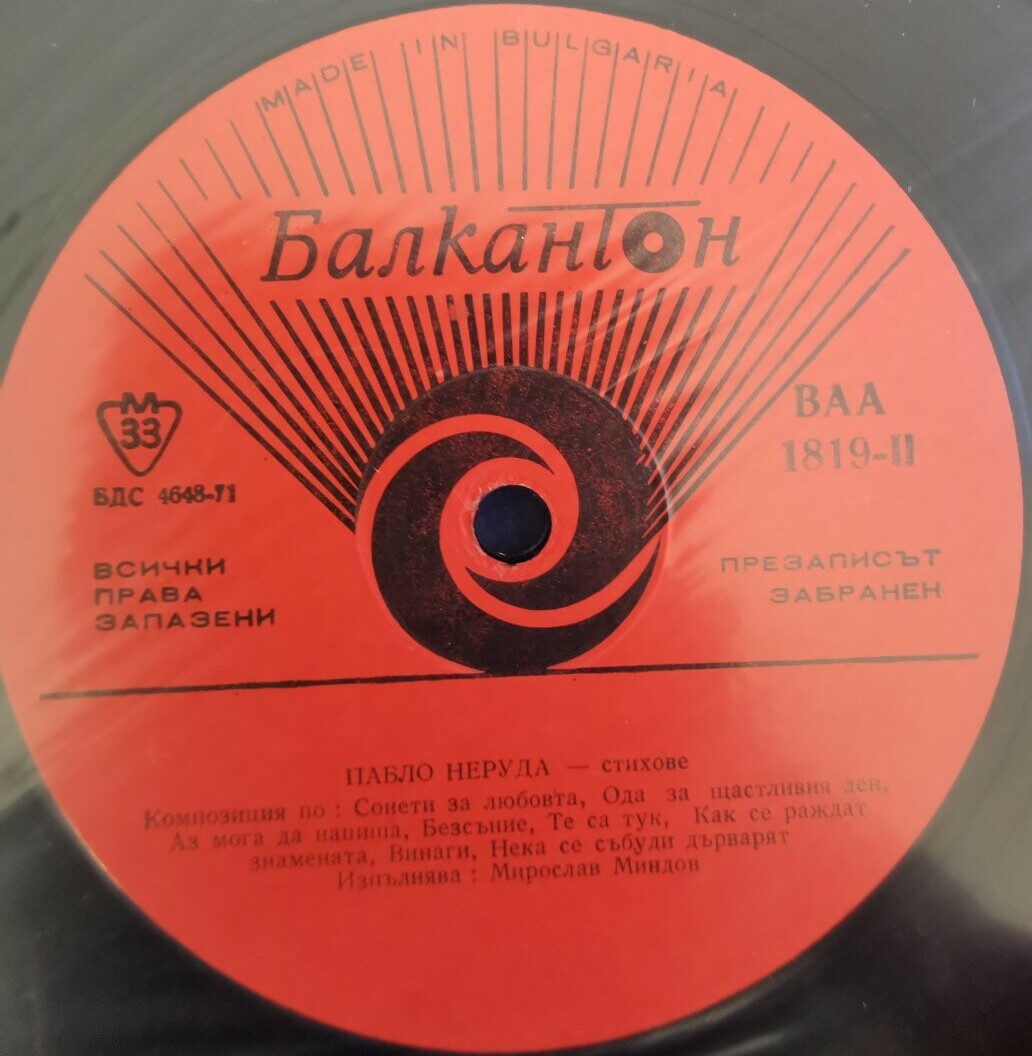 MADE IN BULGARIA
Балкантон
М
33
БДС 4648-71
ВАА
1819-II
ВСИЧКИ
ПРАВА
ЗАПАЗЕНИ
ПРЕЗАПИСЪТ
ЗАБРАНЕН
ПАБЛО НЕРУДА — стихове
Композиция по : Сонети за любовта, Ода за щастливия ден,
Аз мога да напиша, Безсъние, Те са тук, Как се раждат
знамената, Винаги, Нека се събуди дърварят
Изпълнява : Мирослав Миндов